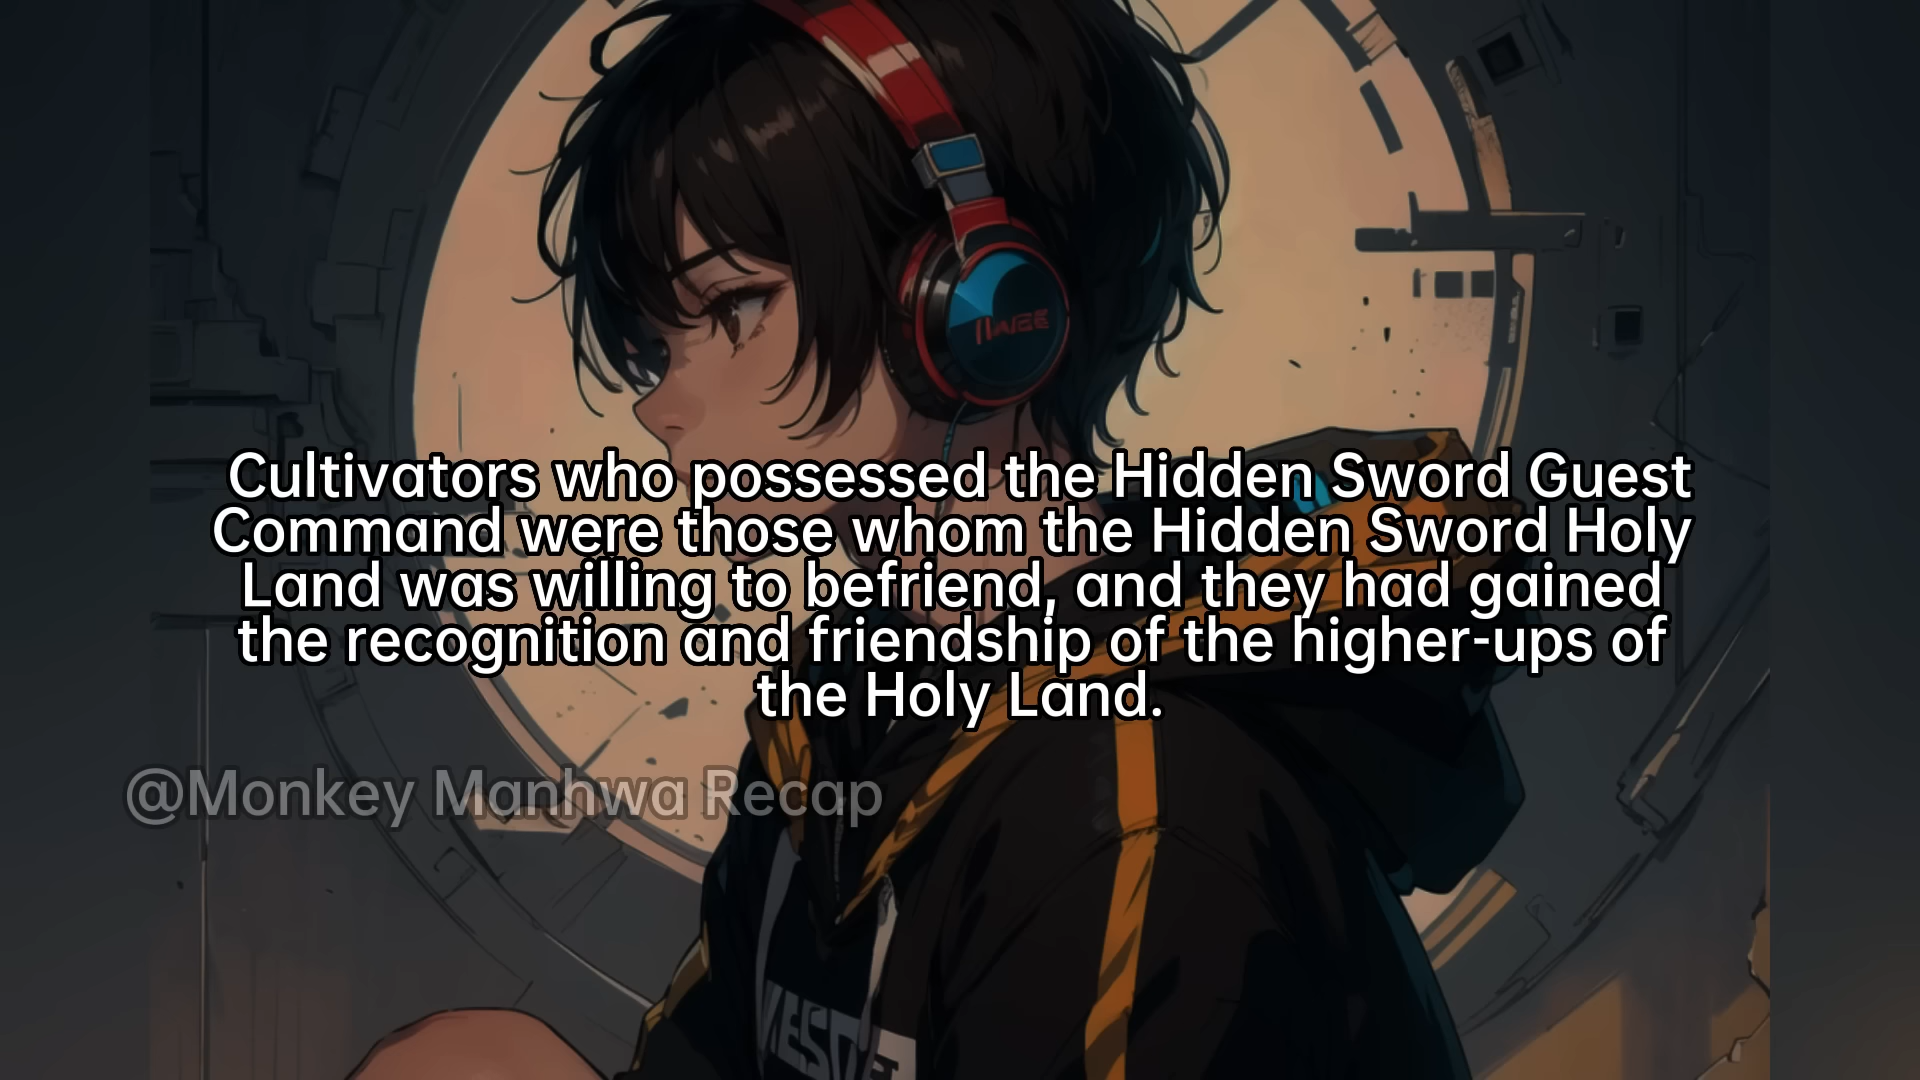 Cultivators who possessed the Hidden Sword Guest
Command were those whom the Hidden Sword Holy
Land was willing to befriend, and they had gained
the recognition and friendship of the higher-ups of
the Holy Land.
@Monkey Manhwa Recap